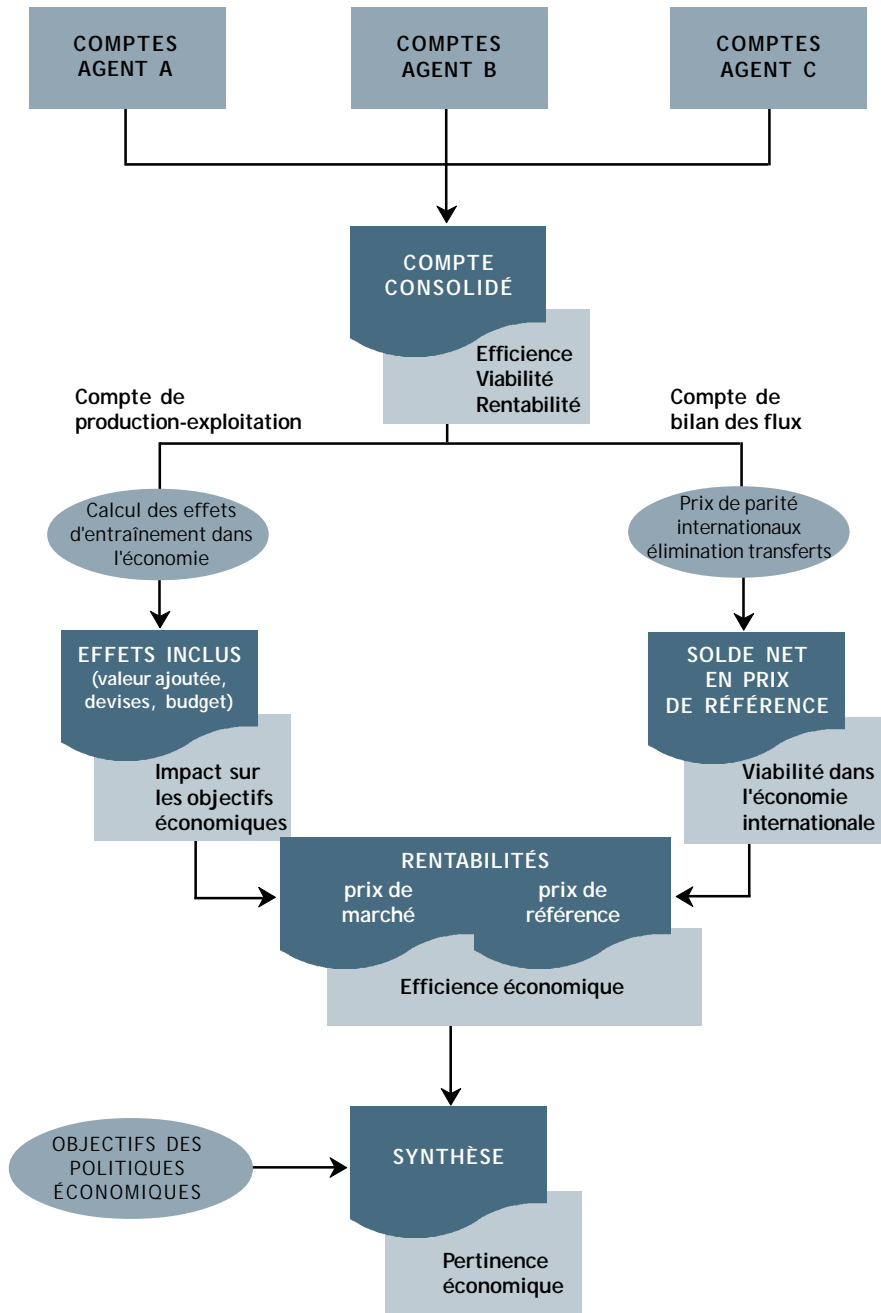 COMPTES
AGENT A
COMPTES
AGENT B
COMPTES
AGENT C
COMPTE
CONSOLIDÉ
Efficience
Viabilité
Rentabilité
Compte de
production-exploitation
Compte de
bilan des flux
Calcul des effets
d'entraînement dans
l'économie
Prix de parité
internationaux
élimination transferts
EFFETS INCLUS
(valeur ajoutée,
devises, budget)
Impact sur
les objectifs
économiques
SOLDE NET
EN PRIX
DE RÉFÉRENCE
Viabilité dans
l'économie
internationale
RENTABILITÉS
prix de
marché
prix de
référence
Efficience économique
OBJECTIFS DES
POLITIQUES
ÉCONOMIQUES
SYNTHÈSE
Pertinence
économique